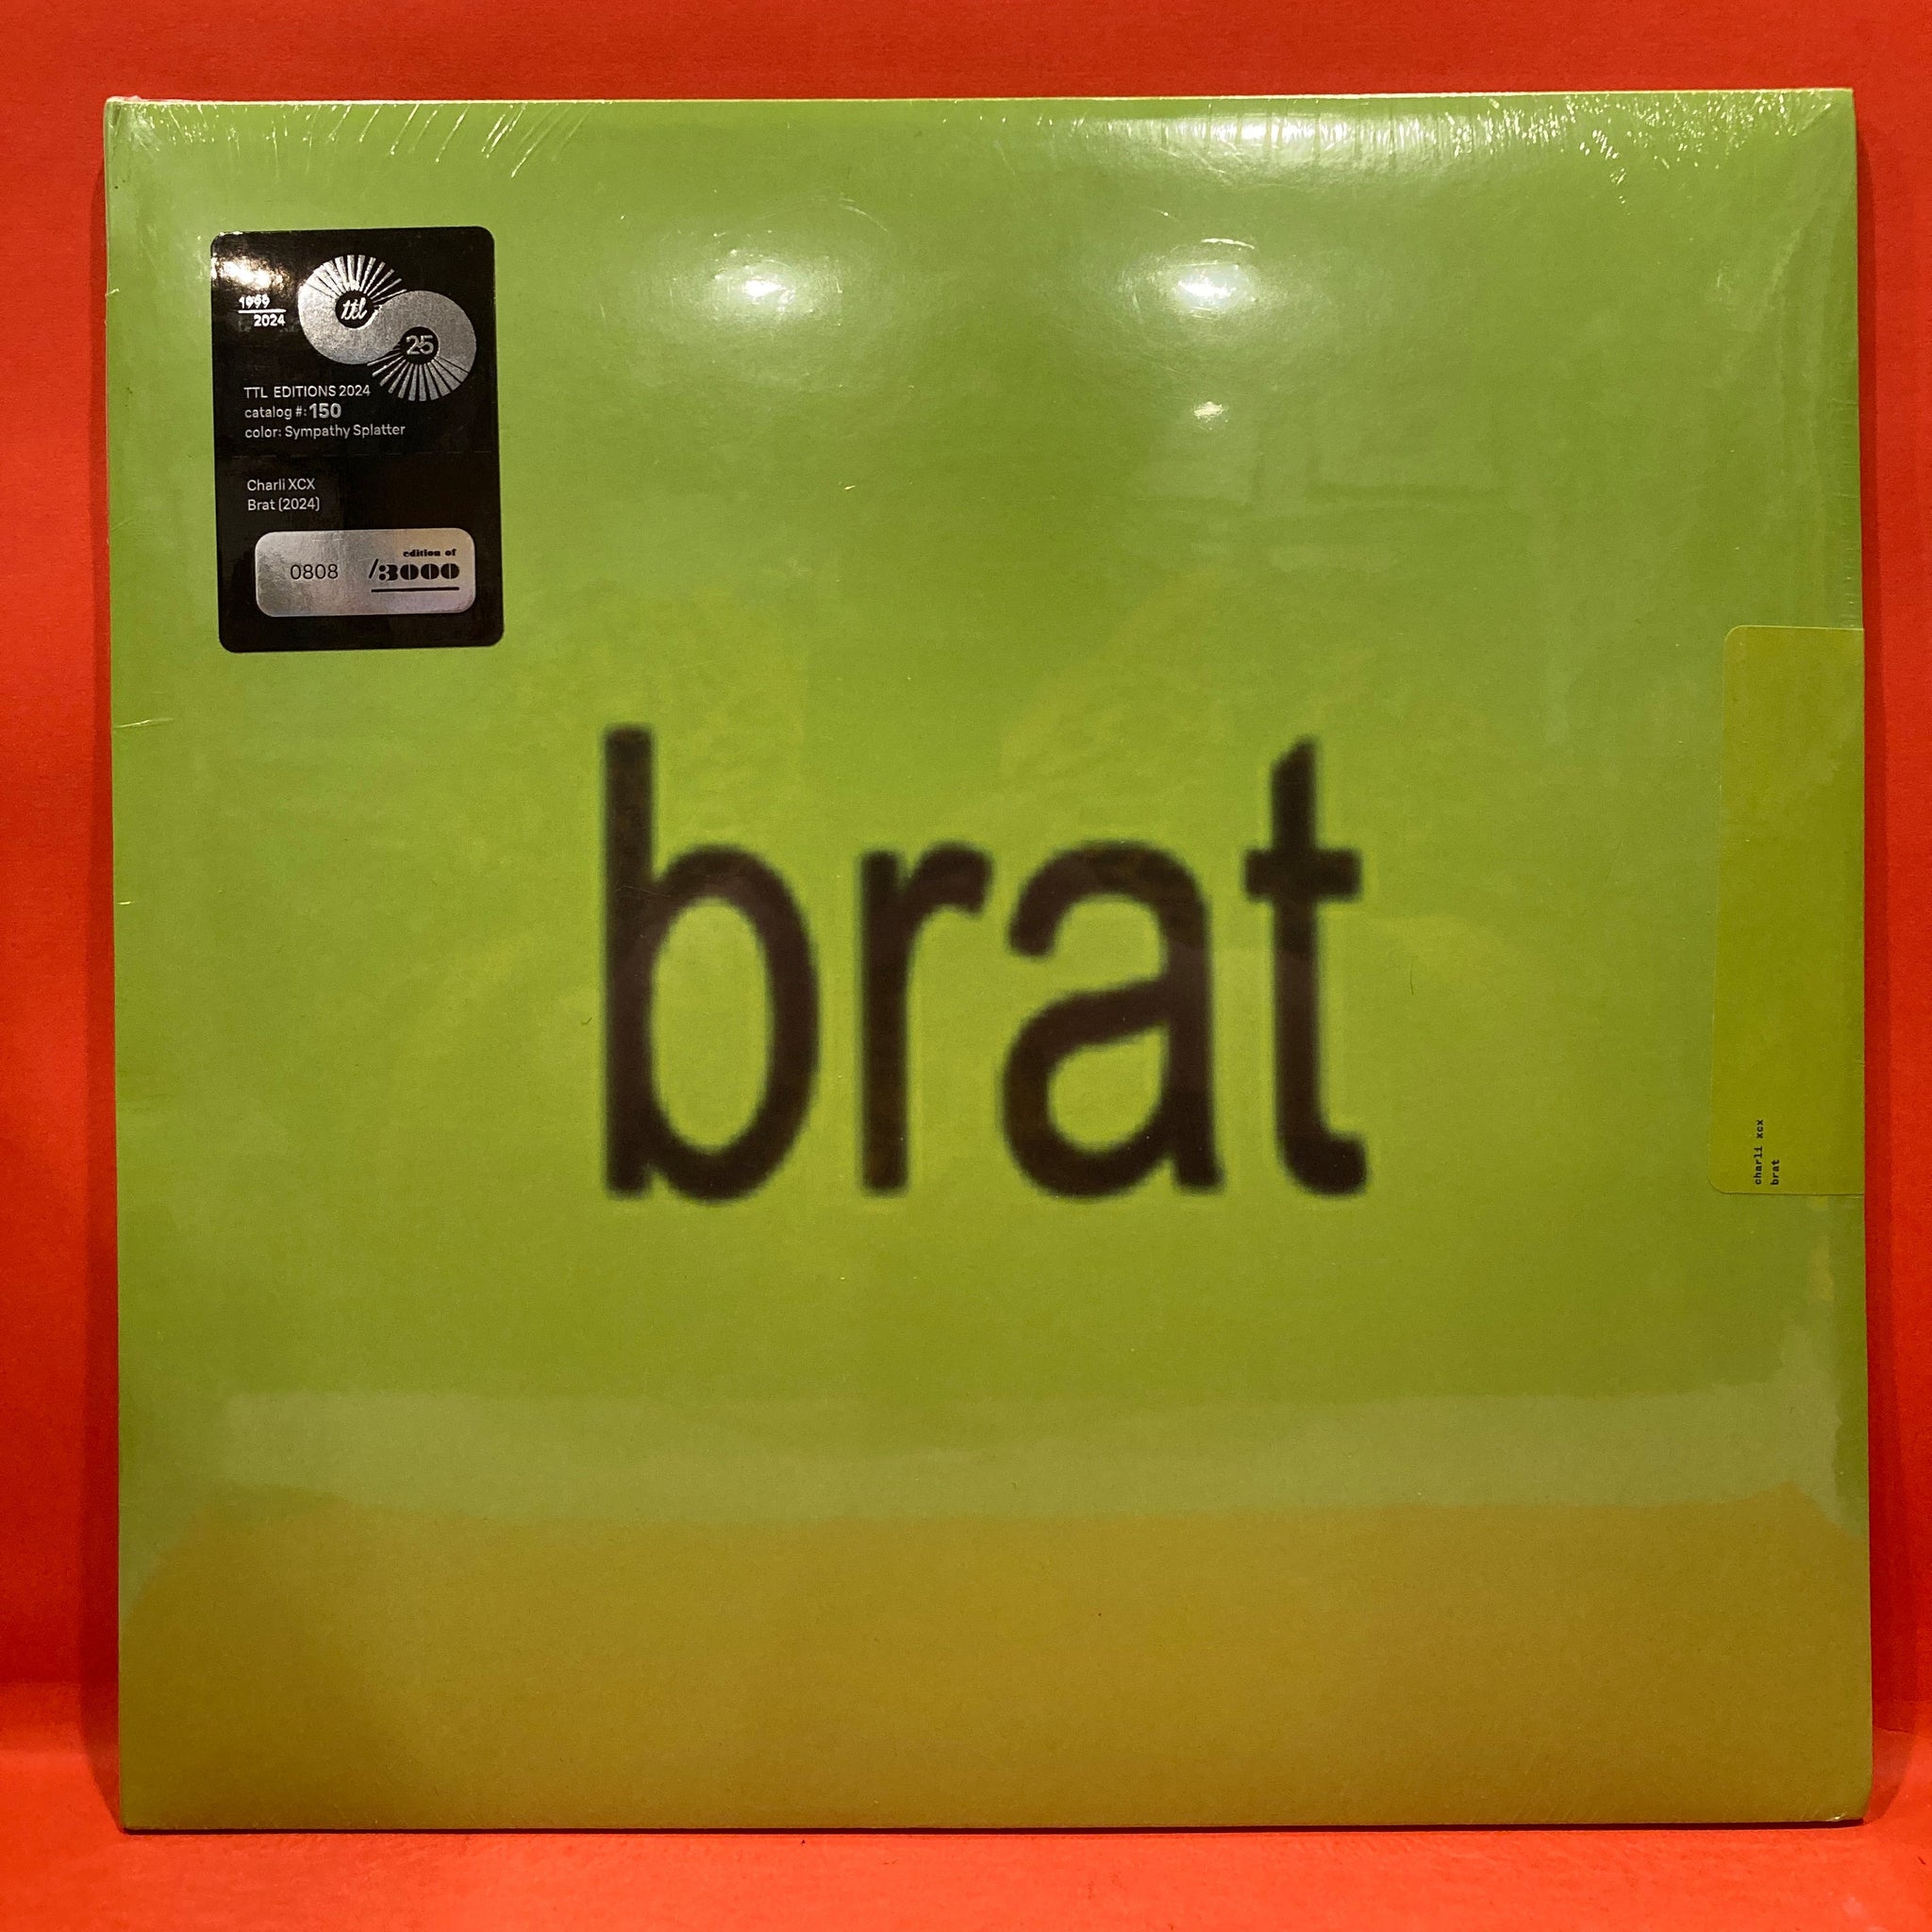 1999
2024
ttl
25
TTL EDITIONS 2024
catalog #: 150
color: Sympathy Splatter
Charli XCX
Brat (2024)
edition of
0808 /3000
brat
charli xcx
brat